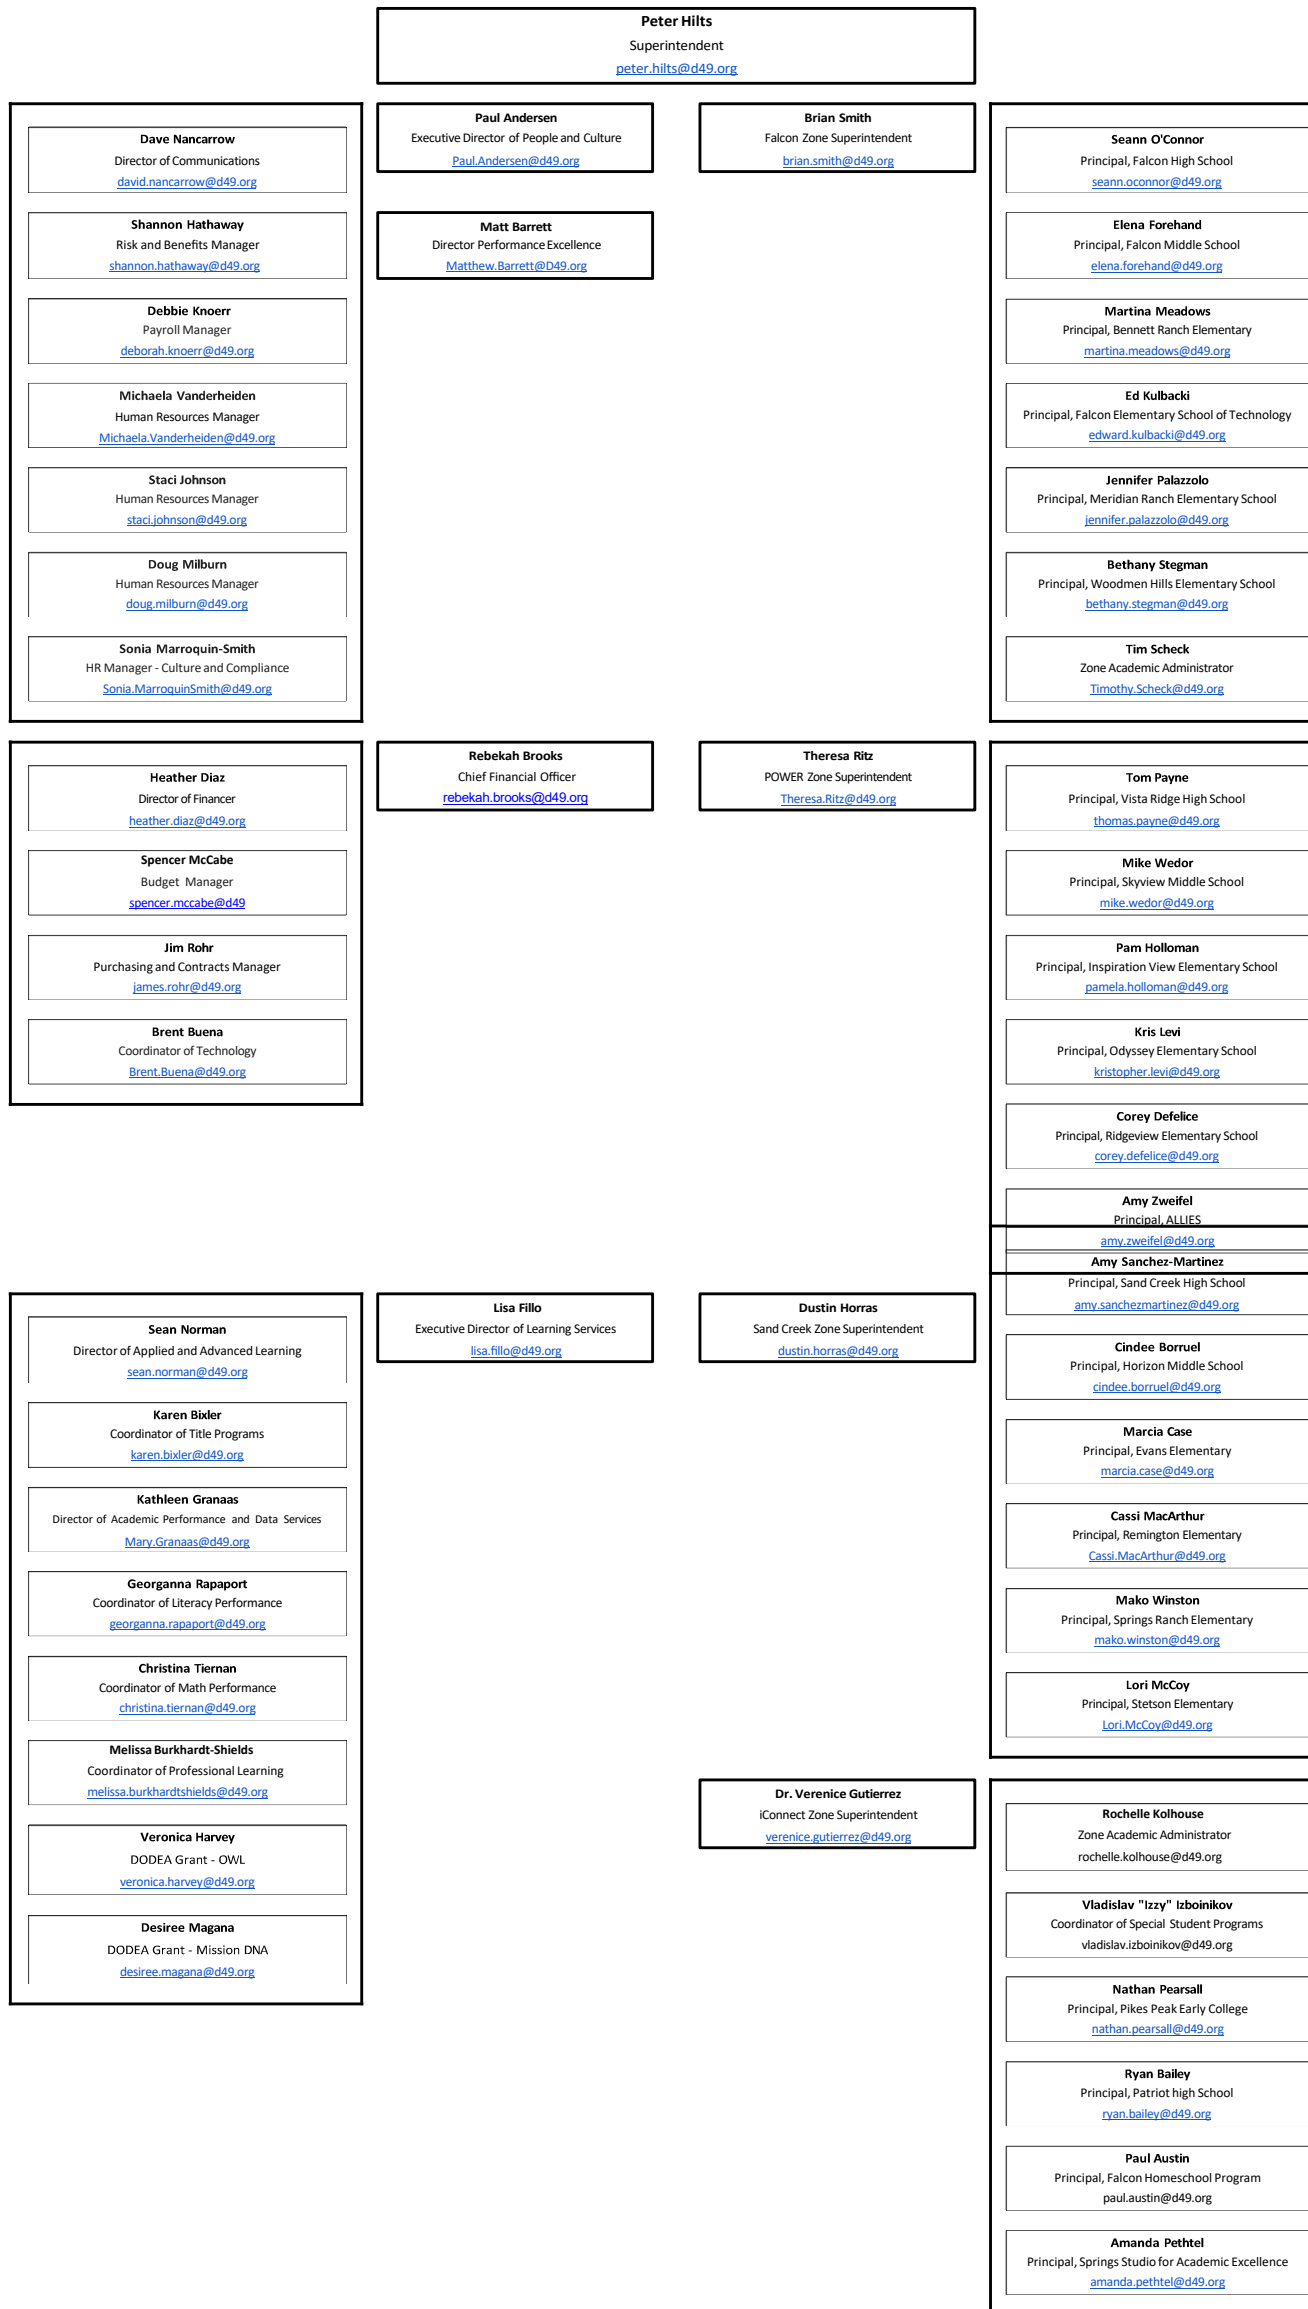 Peter Hilts
Superintendent
peter.hilts@d49.org
Dave Nancarrow
Director of Communications
david.nancarrow@d49.org
Shannon Hathaway
Risk and Benefits Manager
shannon.hathaway@d49.org
Debbie Knoerr
Payroll Manager
deborah.knoerr@d49.org
Michaela Vanderheiden
Human Resources Manager
Michaela.Vanderheiden@d49.org
Staci Johnson
Human Resources Manager
staci.johnson@d49.org
Doug Milburn
Human Resources Manager
doug.milburn@d49.org
Sonia Marroquin-Smith
HR Manager - Culture and Compliance
Sonia.MarroquinSmith@d49.org
Paul Andersen
Executive Director of People and Culture
Paul.Andersen@d49.org
Matt Barrett
Director Performance Excellence
Matthew.Barrett@D49.org
Brian Smith
Falcon Zone Superintendent
brian.smith@d49.org
Seann O'Connor
Principal, Falcon High School
seann.oconnor@d49.org
Elena Forehand
Principal, Falcon Middle School
elena.forehand@d49.org
Martina Meadows
Principal, Bennett Ranch Elementary
martina.meadows@d49.org
Ed Kulbacki
Principal, Falcon Elementary School of Technology
edward.kulbacki@d49.org
Jennifer Palazzolo
Principal, Meridian Ranch Elementary School
jennifer.palazzolo@d49.org
Bethany Stegman
Principal, Woodmen Hills Elementary School
bethany.stegman@d49.org
Tim Scheck
Zone Academic Administrator
Timothy.Scheck@d49.org
Heather Diaz
Director of Financer
heather.diaz@d49.org
Spencer McCabe
Budget Manager
spencer.mccabe@d49
Jim Rohr
Purchasing and Contracts Manager
james.rohr@d49.org
Brent Buena
Coordinator of Technology
Brent.Buena@d49.org
Rebekah Brooks
Chief Financial Officer
rebekah.brooks@d49.org
Theresa Ritz
POWER Zone Superintendent
Theresa.Ritz@d49.org
Tom Payne
Principal, Vista Ridge High School
thomas.payne@d49.org
Mike Wedor
Principal, Skyview Middle School
mike.wedor@d49.org
Pam Holloman
Principal, Inspiration View Elementary School
pamela.holloman@d49.org
Kris Levi
Principal, Odyssey Elementary School
kristopher.levi@d49.org
Corey Defelice
Principal, Ridgeview Elementary School
corey.defelice@d49.org
Amy Zweifel
Principal, ALLIES
amy.zweifel@d49.org
Sean Norman
Director of Applied and Advanced Learning
sean.norman@d49.org
Karen Bixler
Coordinator of Title Programs
karen.bixler@d49.org
Kathleen Granaas
Director of Academic Performance and Data Services
Mary.Granaas@d49.org
Georganna Rapaport
Coordinator of Literacy Performance
georganna.rapaport@d49.org
Christina Tiernan
Coordinator of Math Performance
christina.tiernan@d49.org
Melissa Burkhardt-Shields
Coordinator of Professional Learning
melissa.burkhardtshields@d49.org
Veronica Harvey
DODEA Grant - OWL
veronica.harvey@d49.org
Desiree Magana
DODEA Grant - Mission DNA
desiree.magana@d49.org
Lisa Fillo
Executive Director of Learning Services
lisa.fillo@d49.org
Dustin Horras
Sand Creek Zone Superintendent
dustin.horras@d49.org
Amy Sanchez-Martinez
Principal, Sand Creek High School
amy.sanchezmartinez@d49.org
Cindee Borruel
Principal, Horizon Middle School
cindee.borruel@d49.org
Marcia Case
Principal, Evans Elementary
marcia.case@d49.org
Cassi MacArthur
Principal, Remington Elementary
Cassi.MacArthur@d49.org
Mako Winston
Principal, Springs Ranch Elementary
mako.winston@d49.org
Lori McCoy
Principal, Stetson Elementary
Lori.McCoy@d49.org
Dr. Verenice Gutierrez
iConnect Zone Superintendent
verenice.gutierrez@d49.org
Rochelle Kolhouse
Zone Academic Administrator
rochelle.kolhouse@d49.org
Vladislav "Izzy" Izboinikov
Coordinator of Special Student Programs
vladislav.izboinikov@d49.org
Nathan Pearsall
Principal, Pikes Peak Early College
nathan.pearsall@d49.org
Ryan Bailey
Principal, Patriot high School
ryan.bailey@d49.org
Paul Austin
Principal, Falcon Homeschool Program
paul.austin@d49.org
Amanda Pethtel
Principal, Springs Studio for Academic Excellence
amanda.pethtel@d49.org